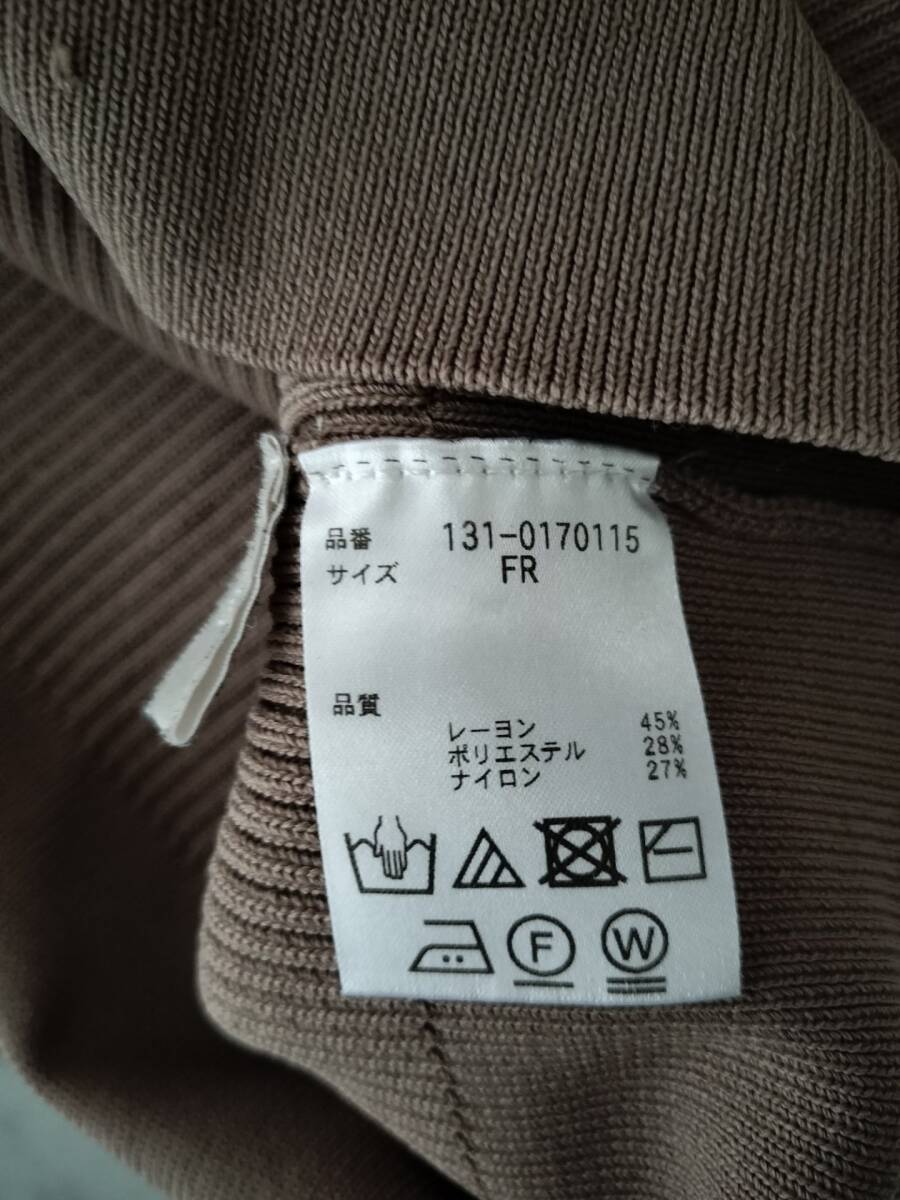 品番 131-0170115
サイズ FR
品質
レーヨン 45%
ポリエステル 28%
ナイロン 27%
F W